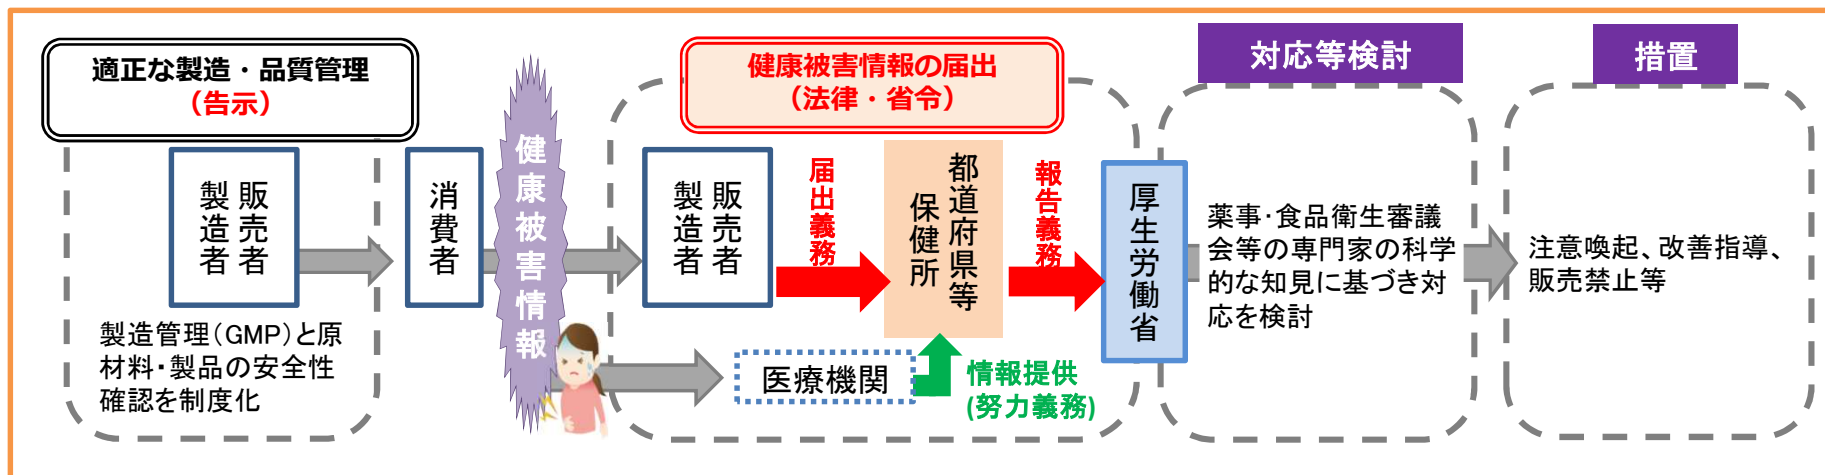 適正な製造・品質管理
（告示）
販売者
製造者
製造管理（GMP）と原
材料・製品の安全性
確認を制度化
消費者
健康被害情報
健康被害情報の届出
（法律・省令）
販売者
製造者
届出義務
都道府県等
保健所
報告義務
厚生労働省
医療機関
情報提供
(努力義務)
対応等検討
薬事・食品衛生審議
会等の専門家の科学
的な知見に基づき対
応を検討
措置
注意喚起、改善指導、
販売禁止等